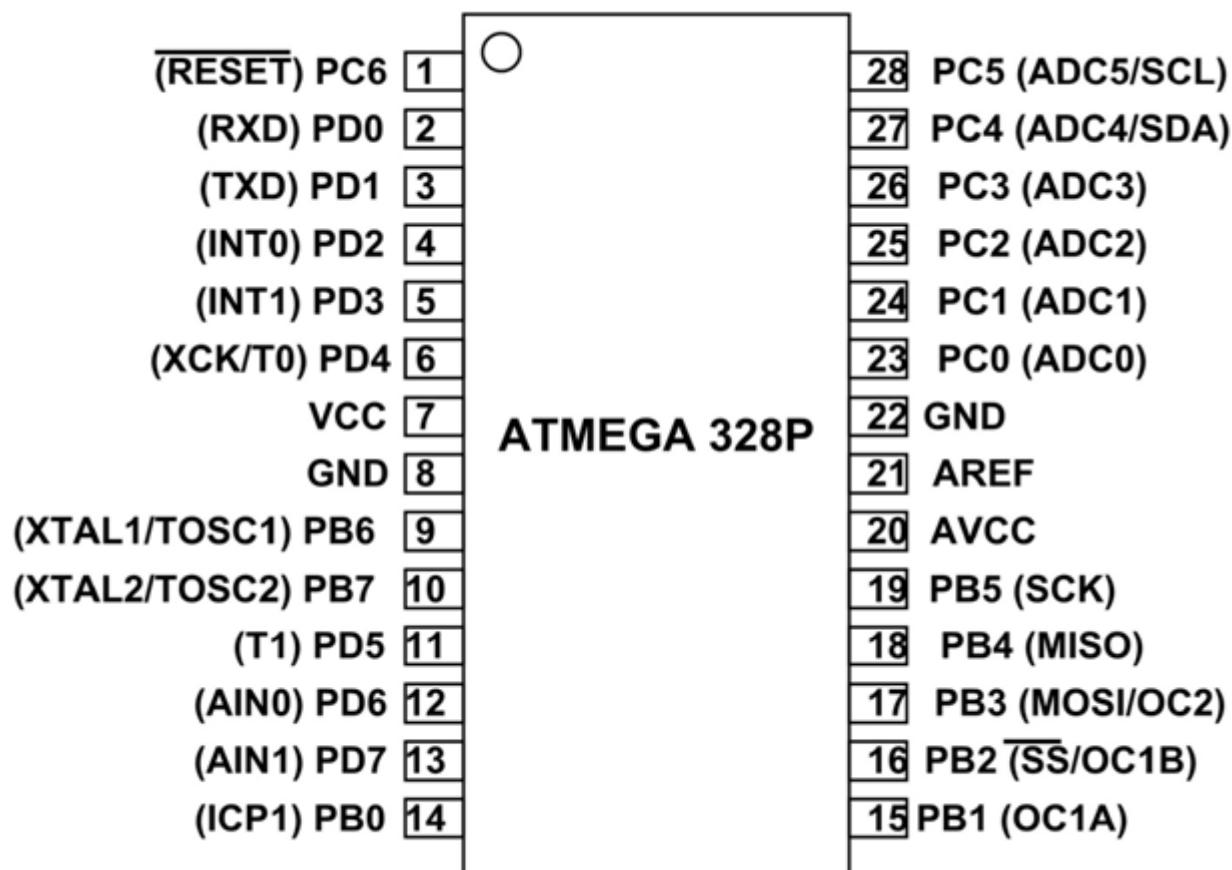 (RESET) PC6 1
(RXD) PD0 2
(TXD) PD1 3
(INT0) PD2 4
(INT1) PD3 5
(XCK/T0) PD4 6
VCC 7
GND 8
(XTAL1/TOSC1) PB6 9
(XTAL2/TOSC2) PB7 10
(T1) PD5 11
(AIN0) PD6 12
(AIN1) PD7 13
(ICP1) PB0 14
ATMEGA 328P
28 PC5 (ADC5/SCL)
27 PC4 (ADC4/SDA)
26 PC3 (ADC3)
25 PC2 (ADC2)
24 PC1 (ADC1)
23 PC0 (ADC0)
22 GND
21 AREF
20 AVCC
19 PB5 (SCK)
18 PB4 (MISO)
17 PB3 (MOSI/OC2)
16 PB2 (SS/OC1B)
15 PB1 (OC1A)